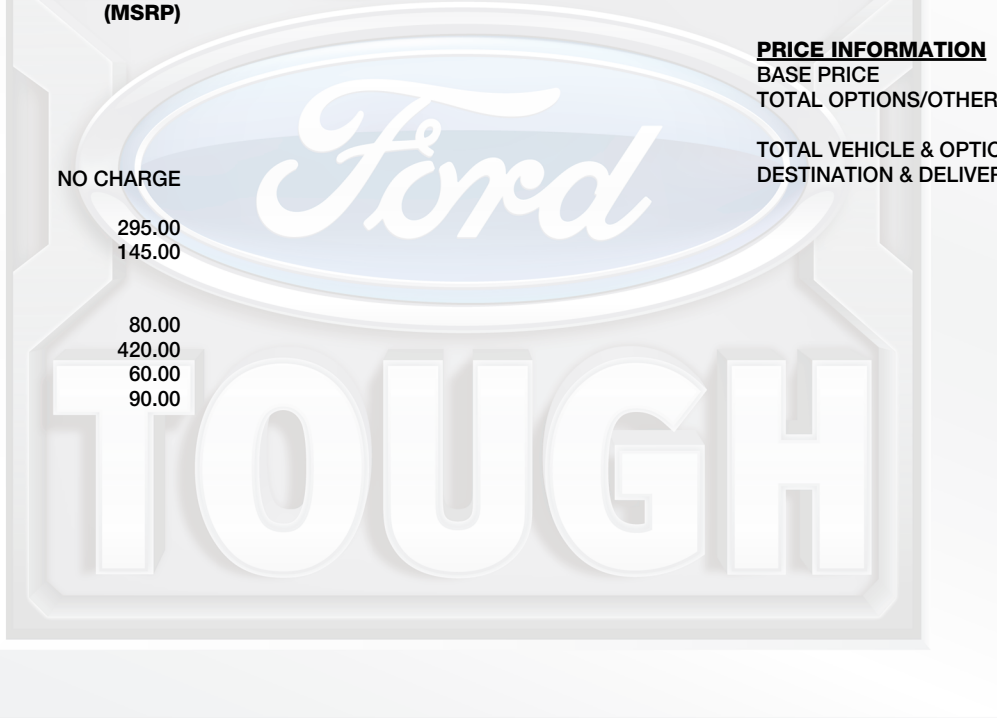 (MSRP)
PRICE INFORMATION
BASE PRICE
TOTAL OPTIONS/OTHER
TOTAL VEHICLE & OPTIO
DESTINATION & DELIVER
NO CHARGE
295.00
145.00
80.00
420.00
60.00
90.00
Ford
TOUGH